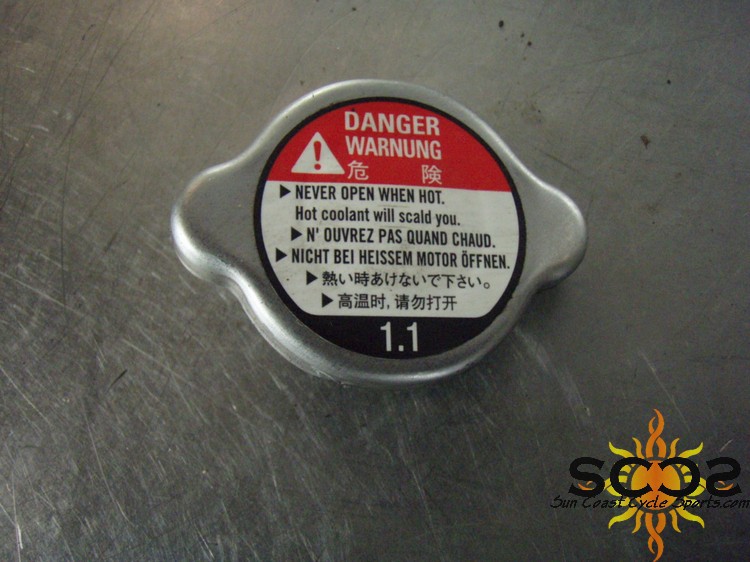 DANGER
WARNUNG
危 険
▶ NEVER OPEN WHEN HOT.
Hot coolant will scald you.
▶ N' OUVREZ PAS QUAND CHAUD.
▶ NICHT BEI HEISSEM MOTOR ÖFFNEN.
▶ 熱い時あけないで下さい。
▶ 高温时, 请勿打开
1.1
SCCS
Sun Coast Cycle Sports.com